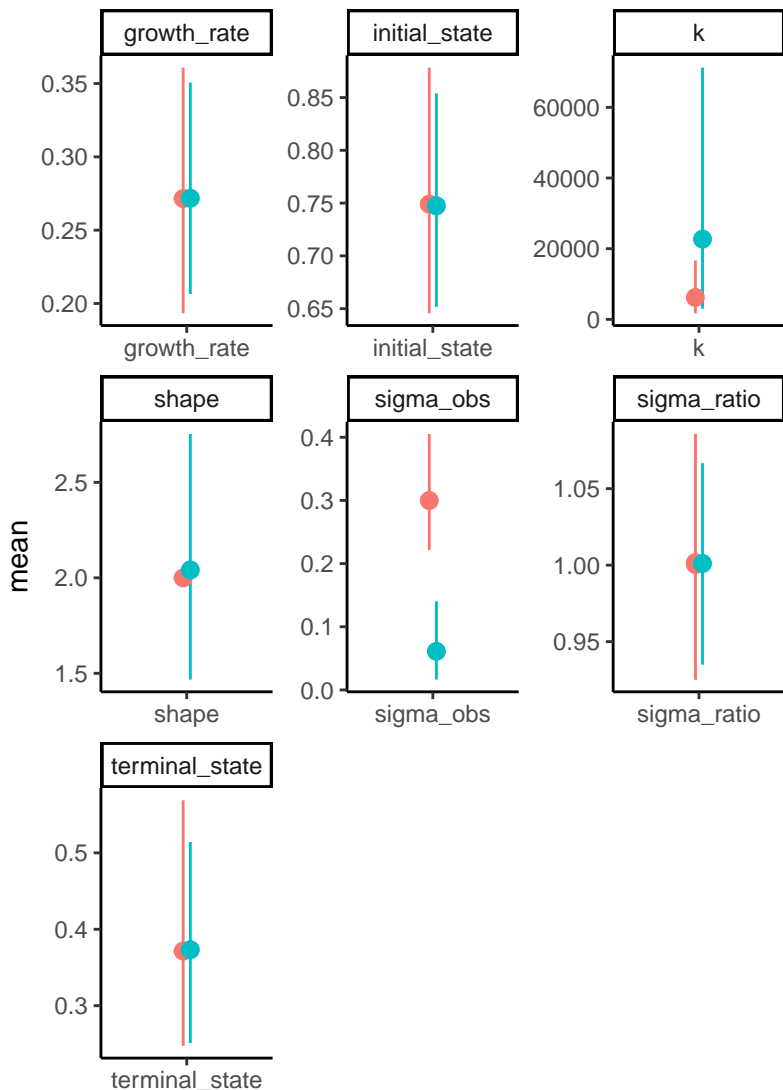 growth_rate
initial_state
k
0.35
0.30
0.25
0.20
growth_rate
0.85
0.80
0.75
0.70
0.65
initial_state
60000
40000
20000
0
k
mean
shape
sigma_obs
sigma_ratio
2.5
2.0
1.5
shape
0.4
0.3
0.2
0.1
0.0
sigma_obs
1.05
1.00
0.95
sigma_ratio
terminal_state
0.5
0.4
0.3
terminal_state